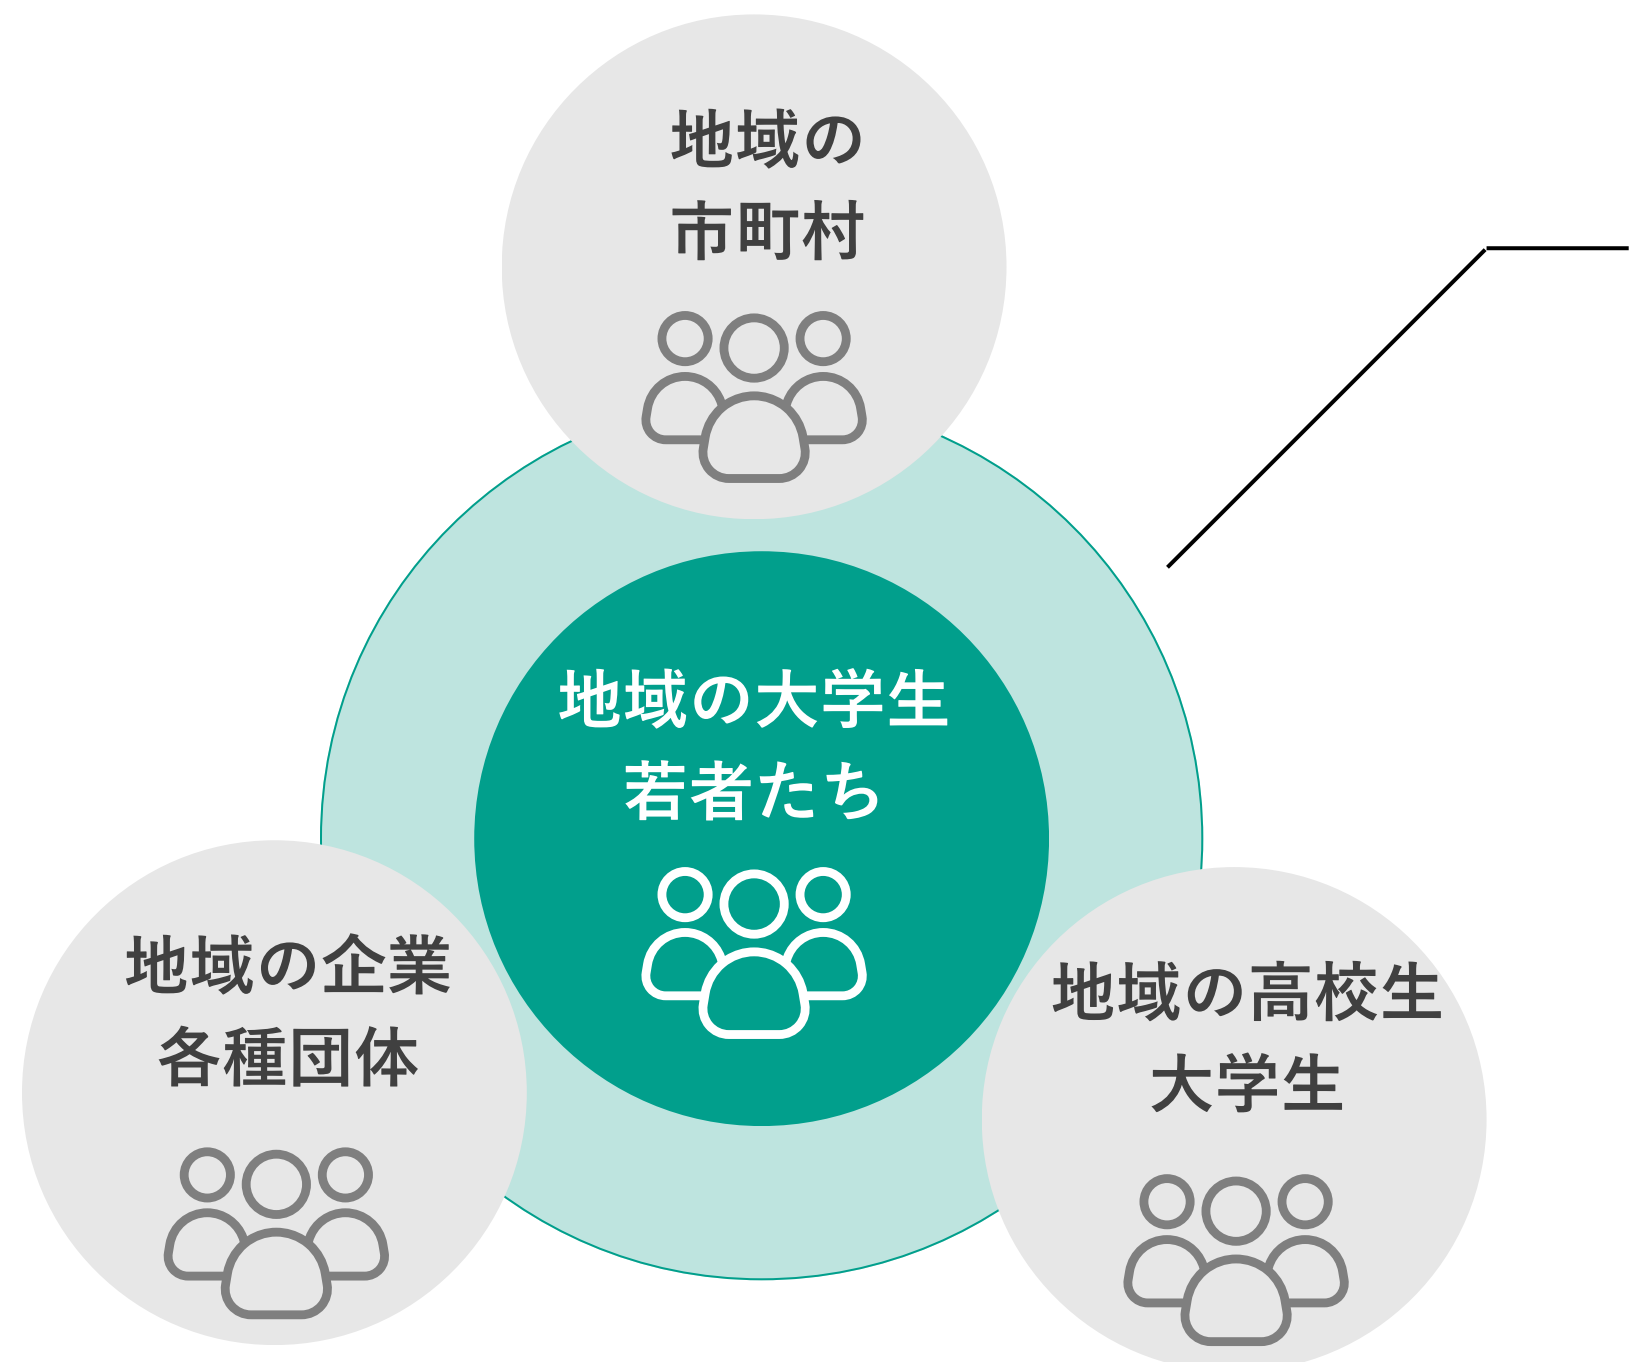 地域の
市町村
地域の大学生
若者たち
地域の企業
各種団体
地域の高校生
大学生